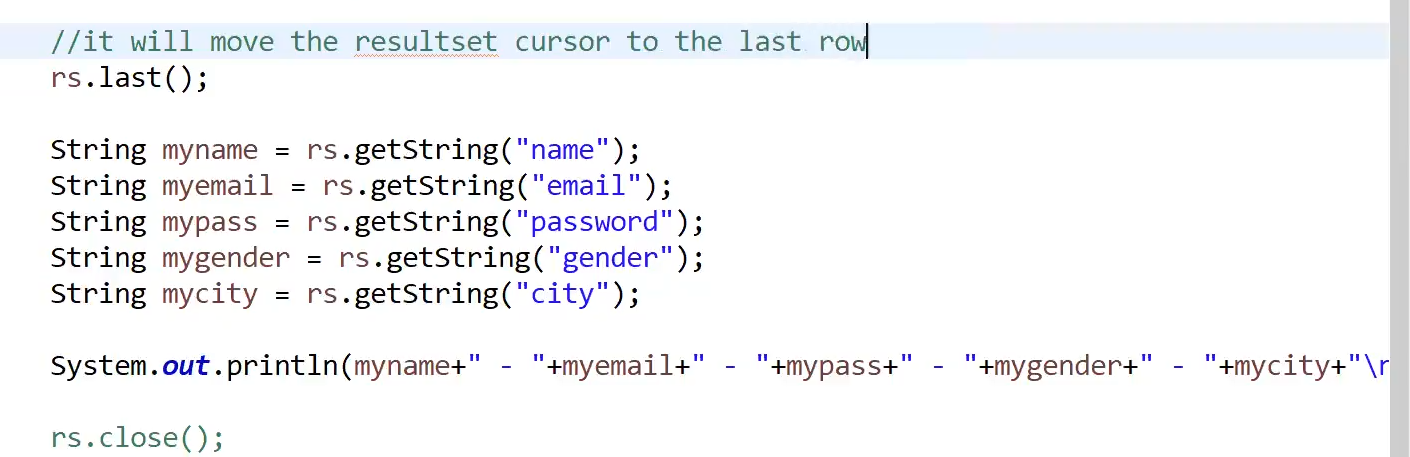 //it will move the resultset cursor to the last row
rs.last();
String myname = rs.getString("name");
String myemail = rs.getString("email");
String mypass = rs.getString("password");
String mygender = rs.getString("gender");
String mycity = rs.getString("city");
System.out.println(myname+" - "+myemail+" - "+mypass+" - "+mygender+" - "+mycity+"\
rs.close();